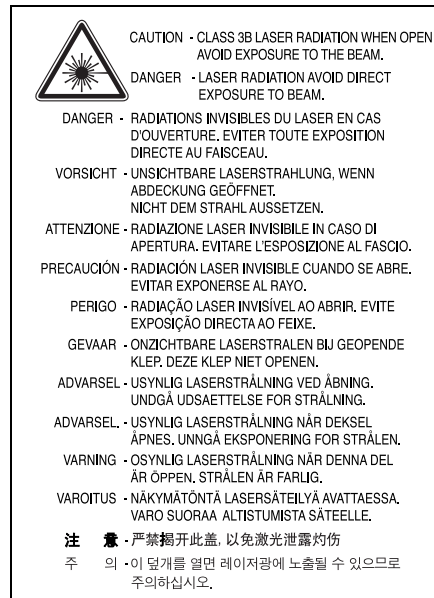 CAUTION - CLASS 3B LASER RADIATION WHEN OPEN
AVOID EXPOSURE TO THE BEAM.
DANGER - LASER RADIATION AVOID DIRECT
EXPOSURE TO BEAM.
DANGER - RADIATIONS INVISIBLES DU LASER EN CAS
D'OUVERTURE. EVITER TOUTE EXPOSITION
DIRECTE AU FAISCEAU.
VORSICHT - UNSICHTBARE LASERSTRAHLUNG, WENN
ABDECKUNG GEÖFFNET.
NICHT DEM STRAHL AUSSETZEN.
ATTENZIONE - RADIAZIONE LASER INVISIBILE IN CASO DI
APERTURA. EVITARE L'ESPOSIZIONE AL FASCIO.
PRECAUCIÓN - RADIACIÓN LASER INVISIBLE CUANDO SE ABRE.
EVITAR EXPONERSE AL RAYO.
PERIGO - RADIAÇÃO LASER INVISÍVEL AO ABRIR. EVITE
EXPOSIÇÃO DIRECTA AO FEIXE.
GEVAAR - ONZICHTBARE LASERSTRALEN BIJ GEOPENDE
KLEP. DEZE KLEP NIET OPENEN.
ADVARSEL - USYNLIG LASERSTRÅLNING VED ÅBNING.
UNDGÅ UDSAETTELSE FOR STRÅLNING.
ADVARSEL. - USYNLIG LASERSTRÅLNING NÅR DEKSEL
ÅPNES. UNNGÅ EKSPONERING FOR STRÅLEN.
VARNING - OSYNLIG LASERSTRÅLNING NÄR DENNA DEL
ÄR ÖPPEN. STRÅLEN ÄR FARLIG.
VAROITUS - NÄKYMÄTÖNTÄ LASERSÄTEILYÄ AVATTAESSA.
VARO SUORAA ALTISTUMISTA SÄTEELLE.
注 意 - 严禁揭开此盖, 以免激光泄露灼伤
주 의 - 이 덮개를 열면 레이저광에 노출될 수 있으므로
주의하십시오.